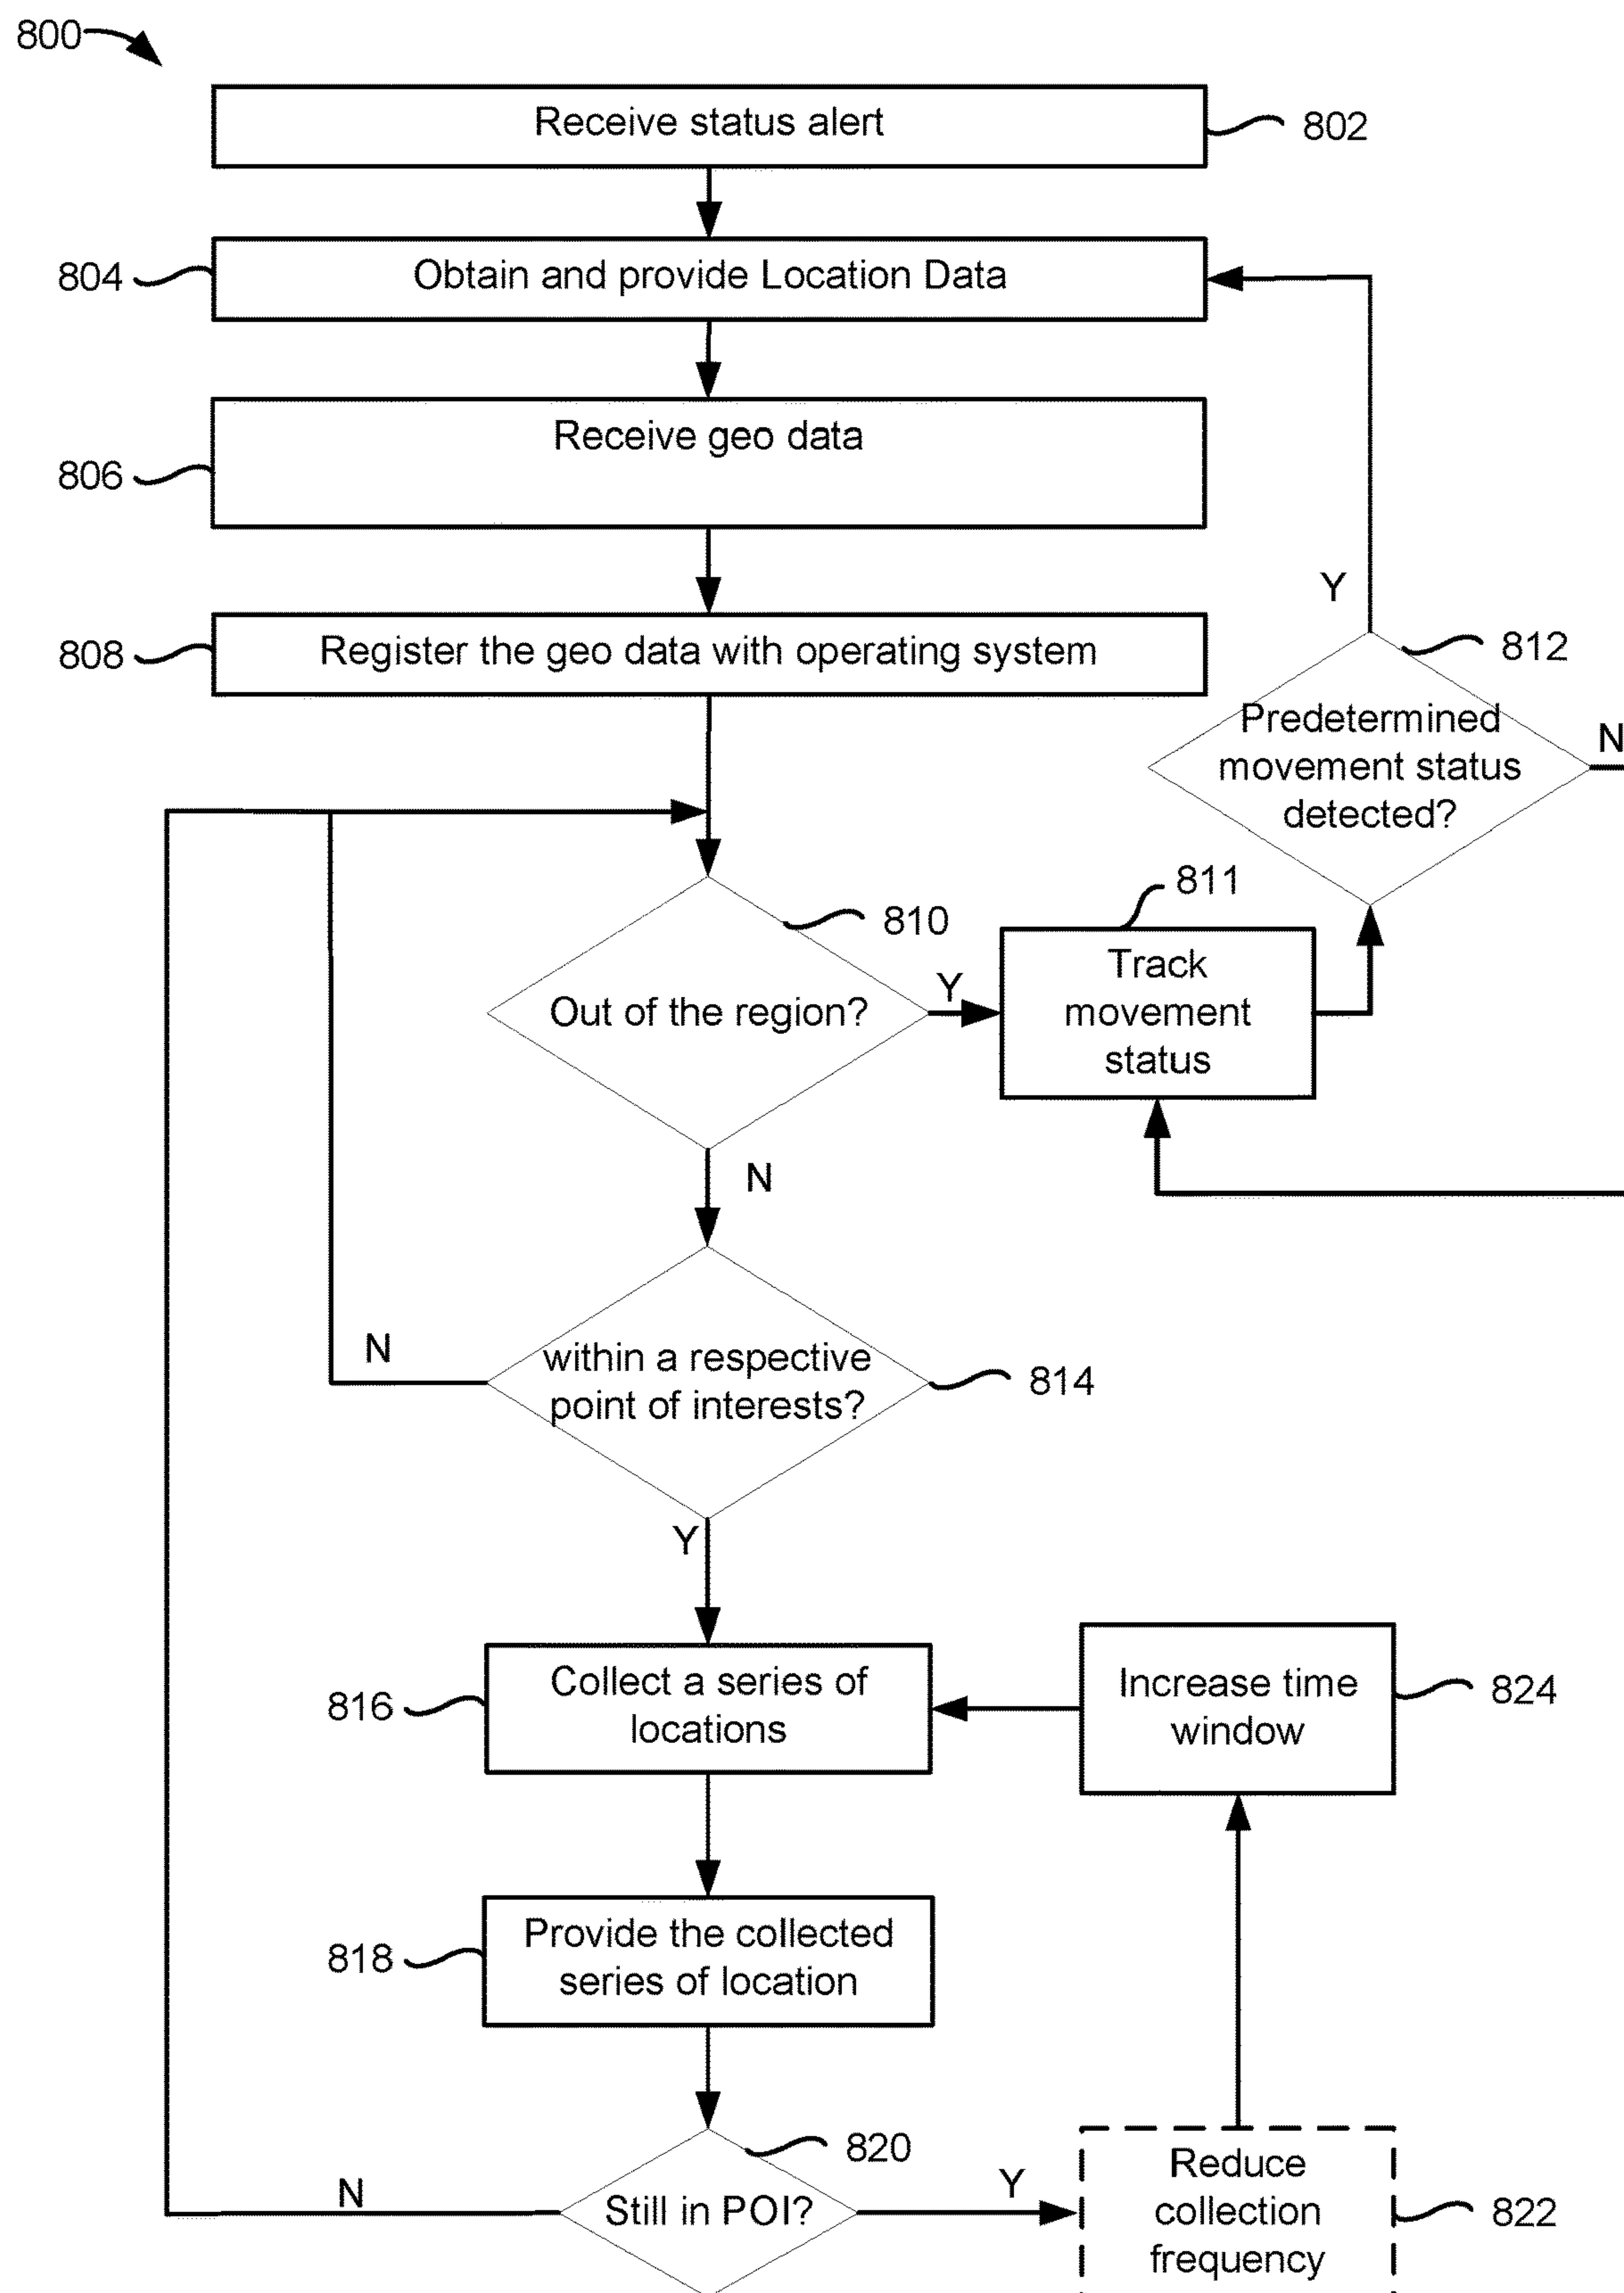 800
Receive status alert
802
804
Obtain and provide Location Data
806
Receive geo data
808
Register the geo data with operating system
Y
812
Predetermined
movement status
detected?
N
810
Out of the region?
Y
811
Track
movement
status
N
within a respective
point of interests?
814
N
Y
816
Collect a series of
locations
Increase time
window
824
818
Provide the collected
series of location
820
Still in POI?
N
Y
Reduce
collection
frequency
822